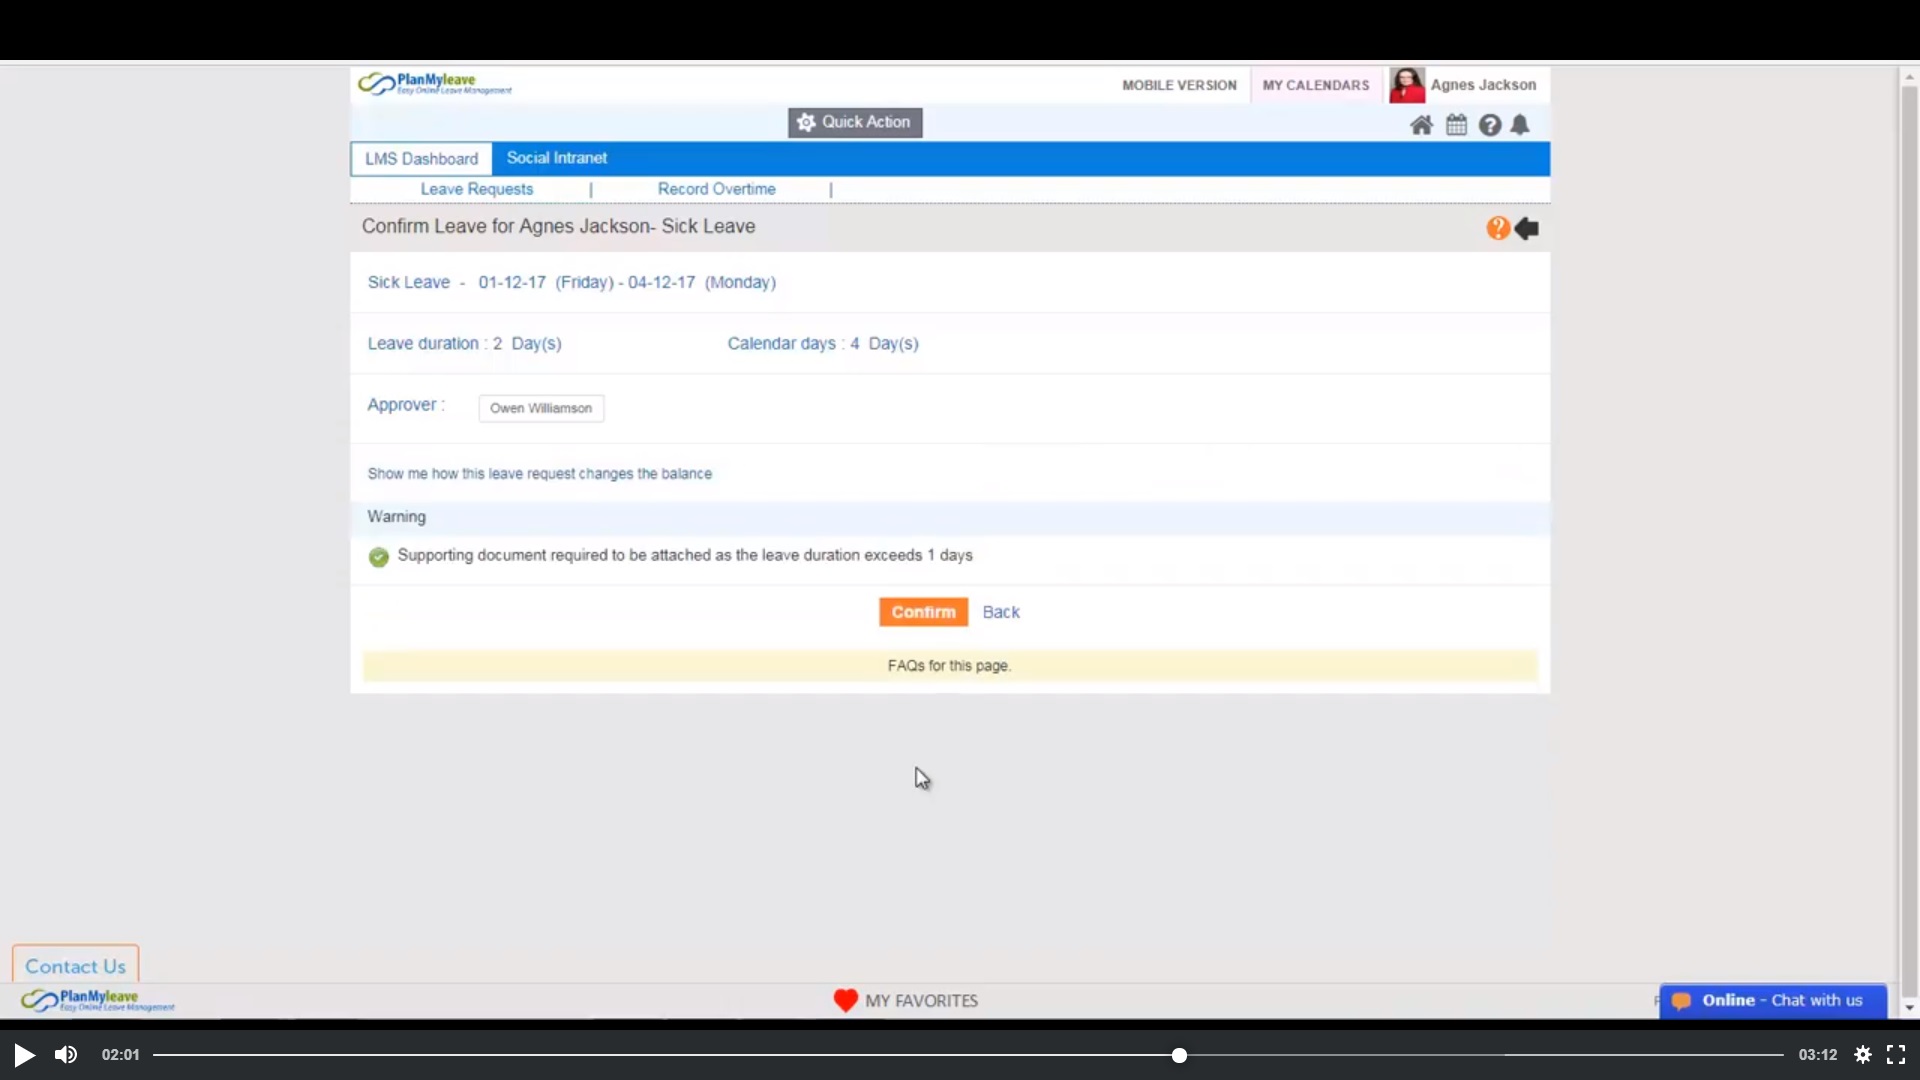 PlanMyleave
Easy Online Leave Management
MOBILE VERSION
MY CALENDARS
Agnes Jackson
Quick Action
LMS Dashboard
Social Intranet
Leave Requests | Record Overtime |
Confirm Leave for Agnes Jackson- Sick Leave
Sick Leave - 01-12-17 (Friday) - 04-12-17 (Monday)
Leave duration : 2 Day(s)
Calendar days : 4 Day(s)
Approver :
Owen Williamson
Show me how this leave request changes the balance
Warning
Supporting document required to be attached as the leave duration exceeds 1 days
Confirm
Back
FAQs for this page.
Contact Us
PlanMyleave
Easy Online Leave Management
MY FAVORITES
Online - Chat with us
02:01
03:12